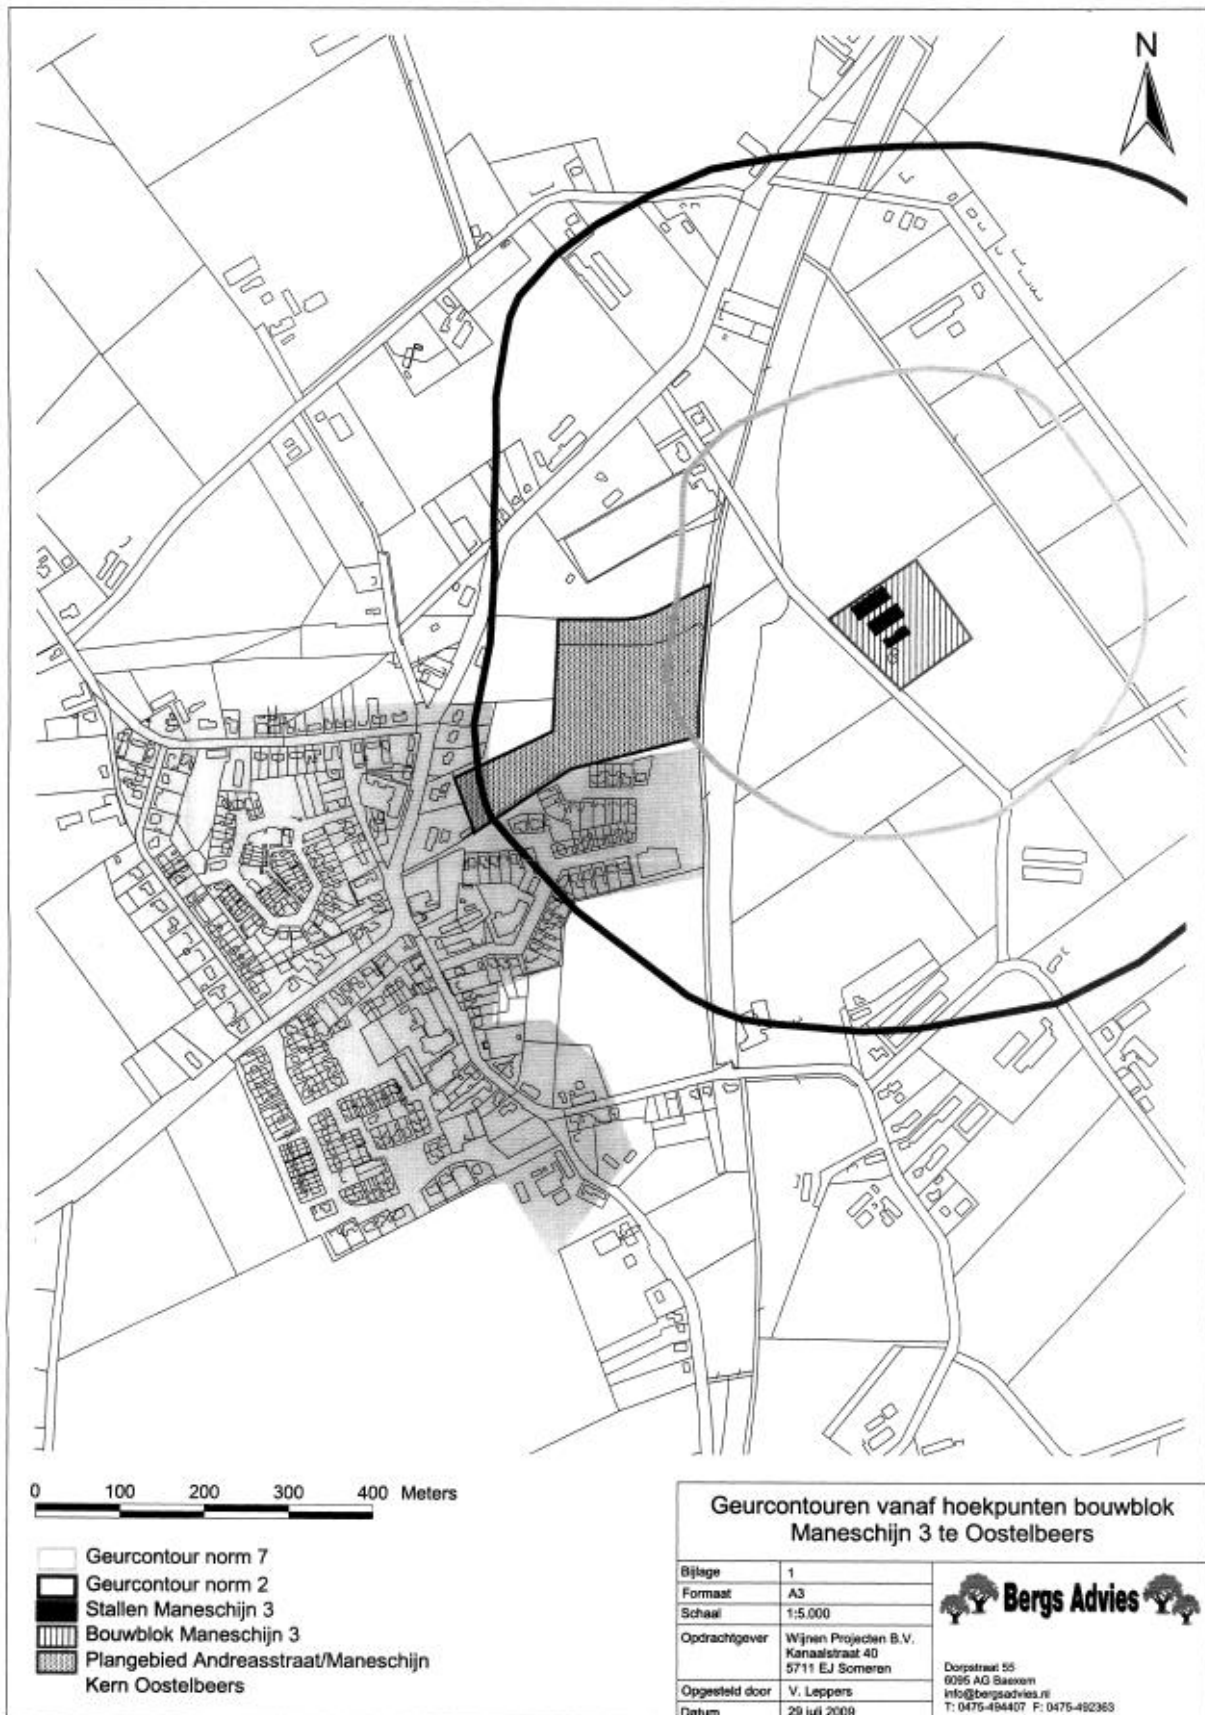 N
0 100 200 300 400 Meters
Geurcontour norm 7
Geurcontour norm 2
Stallen Maneschijn 3
Bouwblok Maneschijn 3
Plangebied Andreasstraat/Maneschijn
Kern Oostelbeers
Geurcontouren vanaf hoekpunten bouwblok
Maneschijn 3 te Oostelbeers
Bijlage 1
Formaat A3
Schaal 1:5.000
Opdrachtgever Wijnen Projecten B.V.
Kanaalstraat 40
5711 EJ Someren
Opgesteld door V. Leppers
Datum 29 juli 2009
Bergs Advies
Dorpstraat 55
6095 AG Baexem
info@bergsadvies.nl
T: 0475-494407 F: 0475-492363